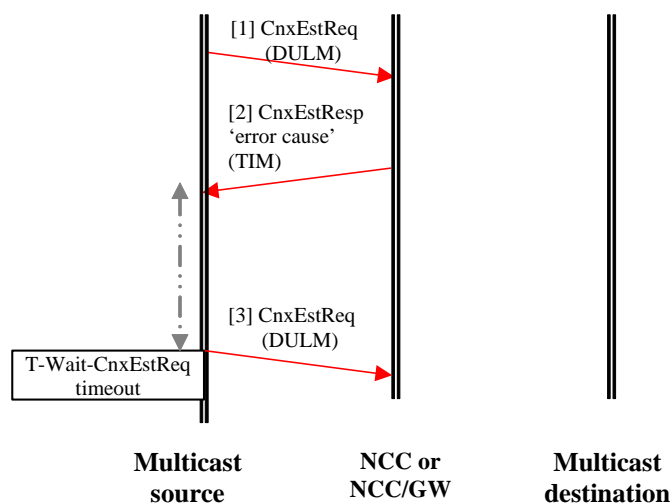 [1] CnxEstReq
(DULM)
[2] CnxEstResp
‘error cause’
(TIM)
[3] CnxEstReq
(DULM)
T-Wait-CnxEstReq
timeout
Multicast
source
NCC or
NCC/GW
Multicast
destination